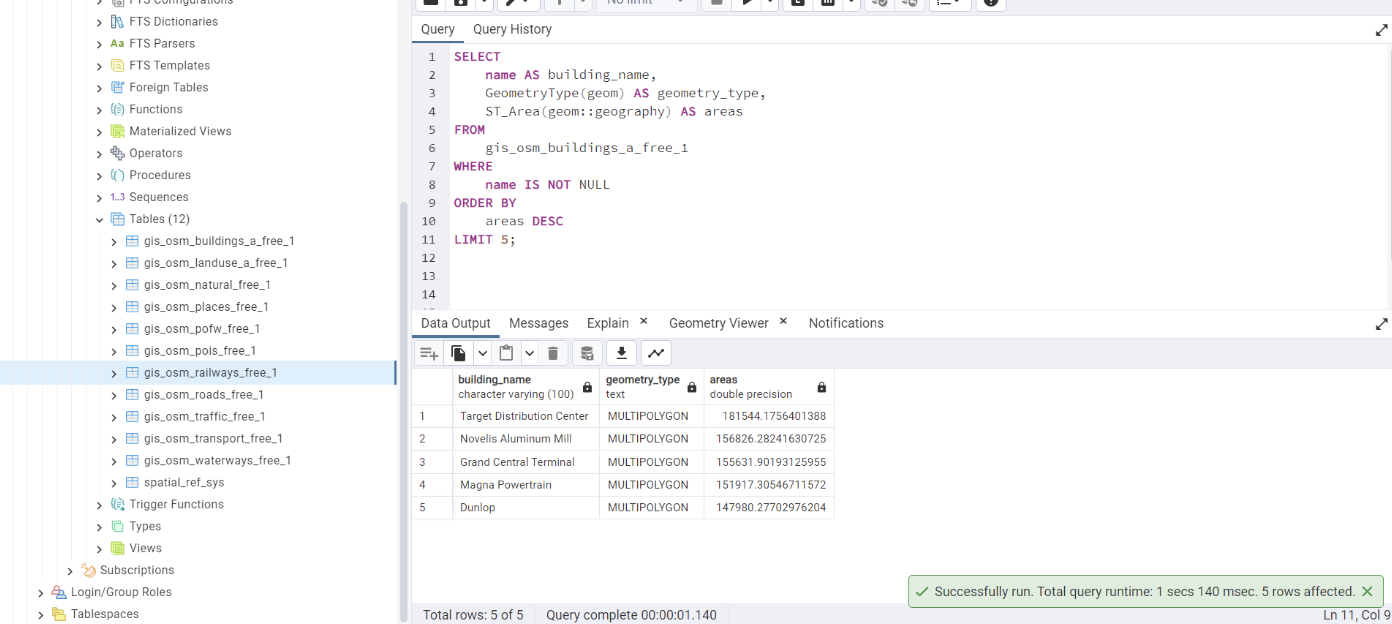 FTS Configurations
FTS Dictionaries
Aa FTS Parsers
FTS Templates
Foreign Tables
Functions
Materialized Views
Operators
Procedures
1..3 Sequences
Tables (12)
gis_osm_buildings_a_free_1
gis_osm_landuse_a_free_1
gis_osm_natural_free_1
gis_osm_places_free_1
gis_osm_pofw_free_1
gis_osm_pois_free_1
gis_osm_railways_free_1
gis_osm_roads_free_1
gis_osm_traffic_free_1
gis_osm_transport_free_1
gis_osm_waterways_free_1
spatial_ref_sys
Trigger Functions
Types
Views
Subscriptions
Login/Group Roles
Tablespaces
No limit
Query Query History
1 SELECT
2 name AS building_name,
3 GeometryType(geom) AS geometry_type,
4 ST_Area(geom::geography) AS areas
5 FROM
6 gis_osm_buildings_a_free_1
7 WHERE
8 name IS NOT NULL
9 ORDER BY
10 areas DESC
11 LIMIT 5;
12
13
14
Data Output Messages Explain × Geometry Viewer × Notifications
building_name geometry_type areas
character varying (100) text double precision
1 Target Distribution Center MULTIPOLYGON 181544.1756401388
2 Novelis Aluminum Mill MULTIPOLYGON 156826.28241630725
3 Grand Central Terminal MULTIPOLYGON 155631.90193125955
4 Magna Powertrain MULTIPOLYGON 151917.30546711572
5 Dunlop MULTIPOLYGON 147980.27702976204
Successfully run. Total query runtime: 1 secs 140 msec. 5 rows affected.
Total rows: 5 of 5 Query complete 00:00:01.140 Ln 11, Col 9